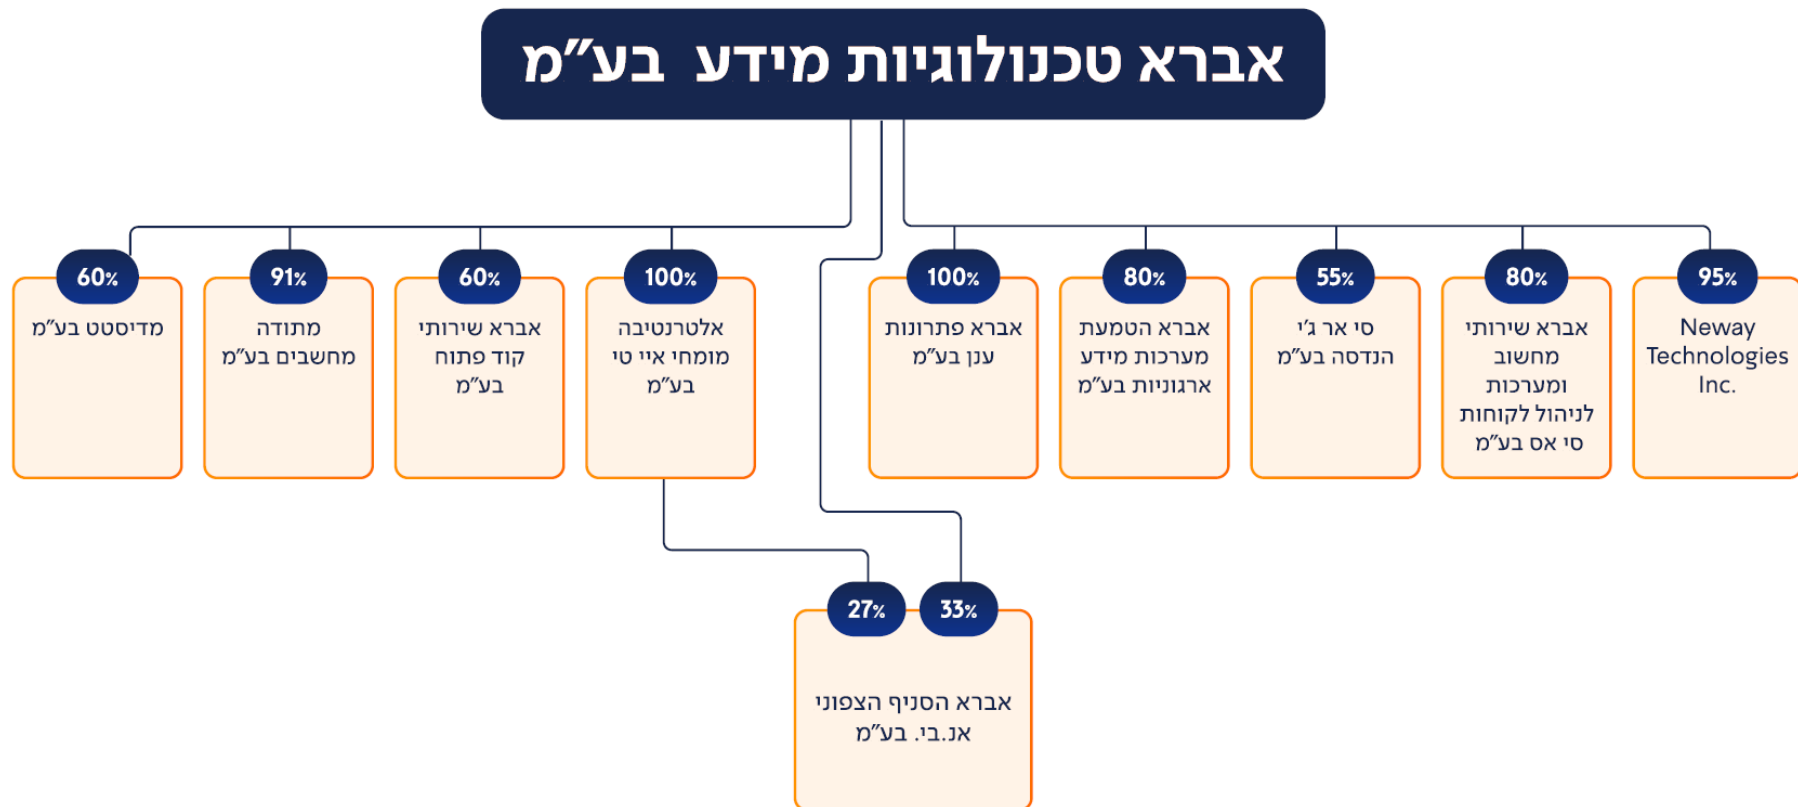 אברא טכנולוגיות מידע בע"מ
95%
Neway
Technologies
Inc.
80%
אברא שירותי
מחשוב
ומערכות
לניהול לקוחות
סי אס בע"מ
55%
סי אר ג'י
הנדסה בע"מ
80%
אברא הטמעת
מערכות מידע
ארגוניות בע"מ
100%
אברא פתרונות
ענן בע"מ
100%
אלטרנטיבה
מומחי איי טי
בע"מ
60%
אברא שירותי
קוד פתוח
בע"מ
91%
מתודה
מחשבים בע"מ
60%
מדיסטט בע"מ
33%
27%
אברא הסניף הצפוני
אנ.בי. בע"מ